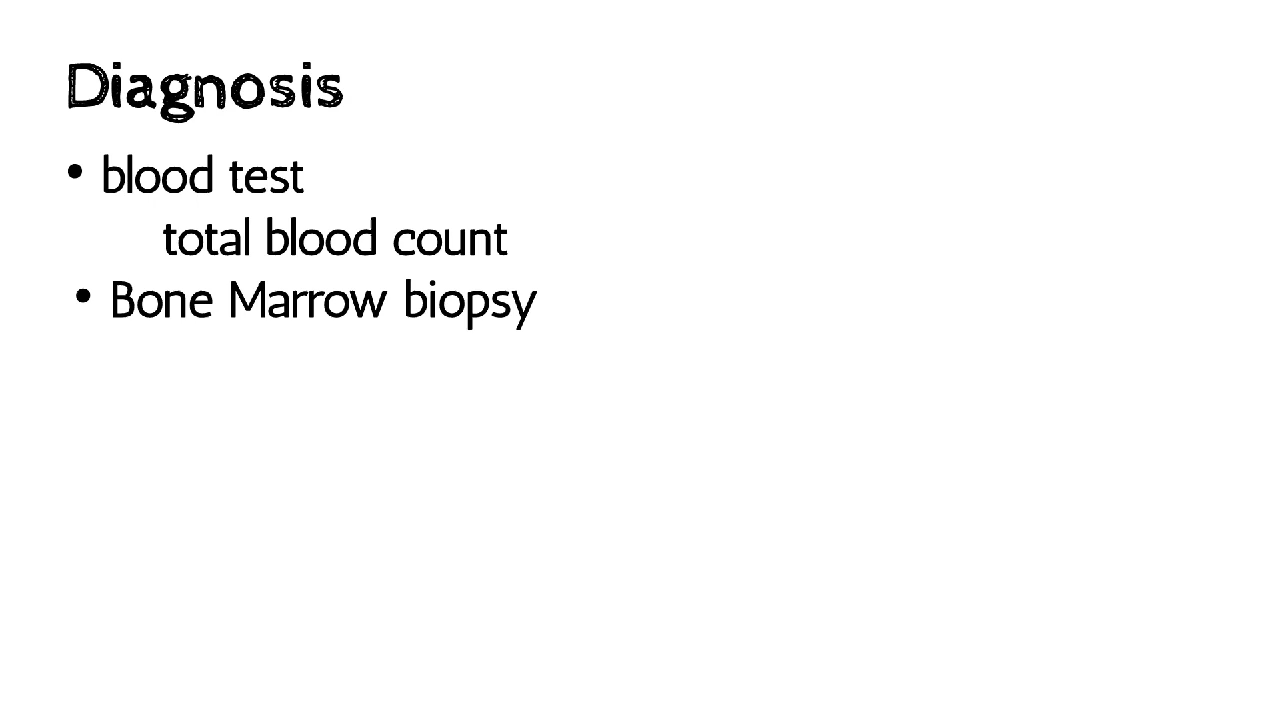 Diagnosis
• blood test
total blood count
• Bone Marrow biopsy